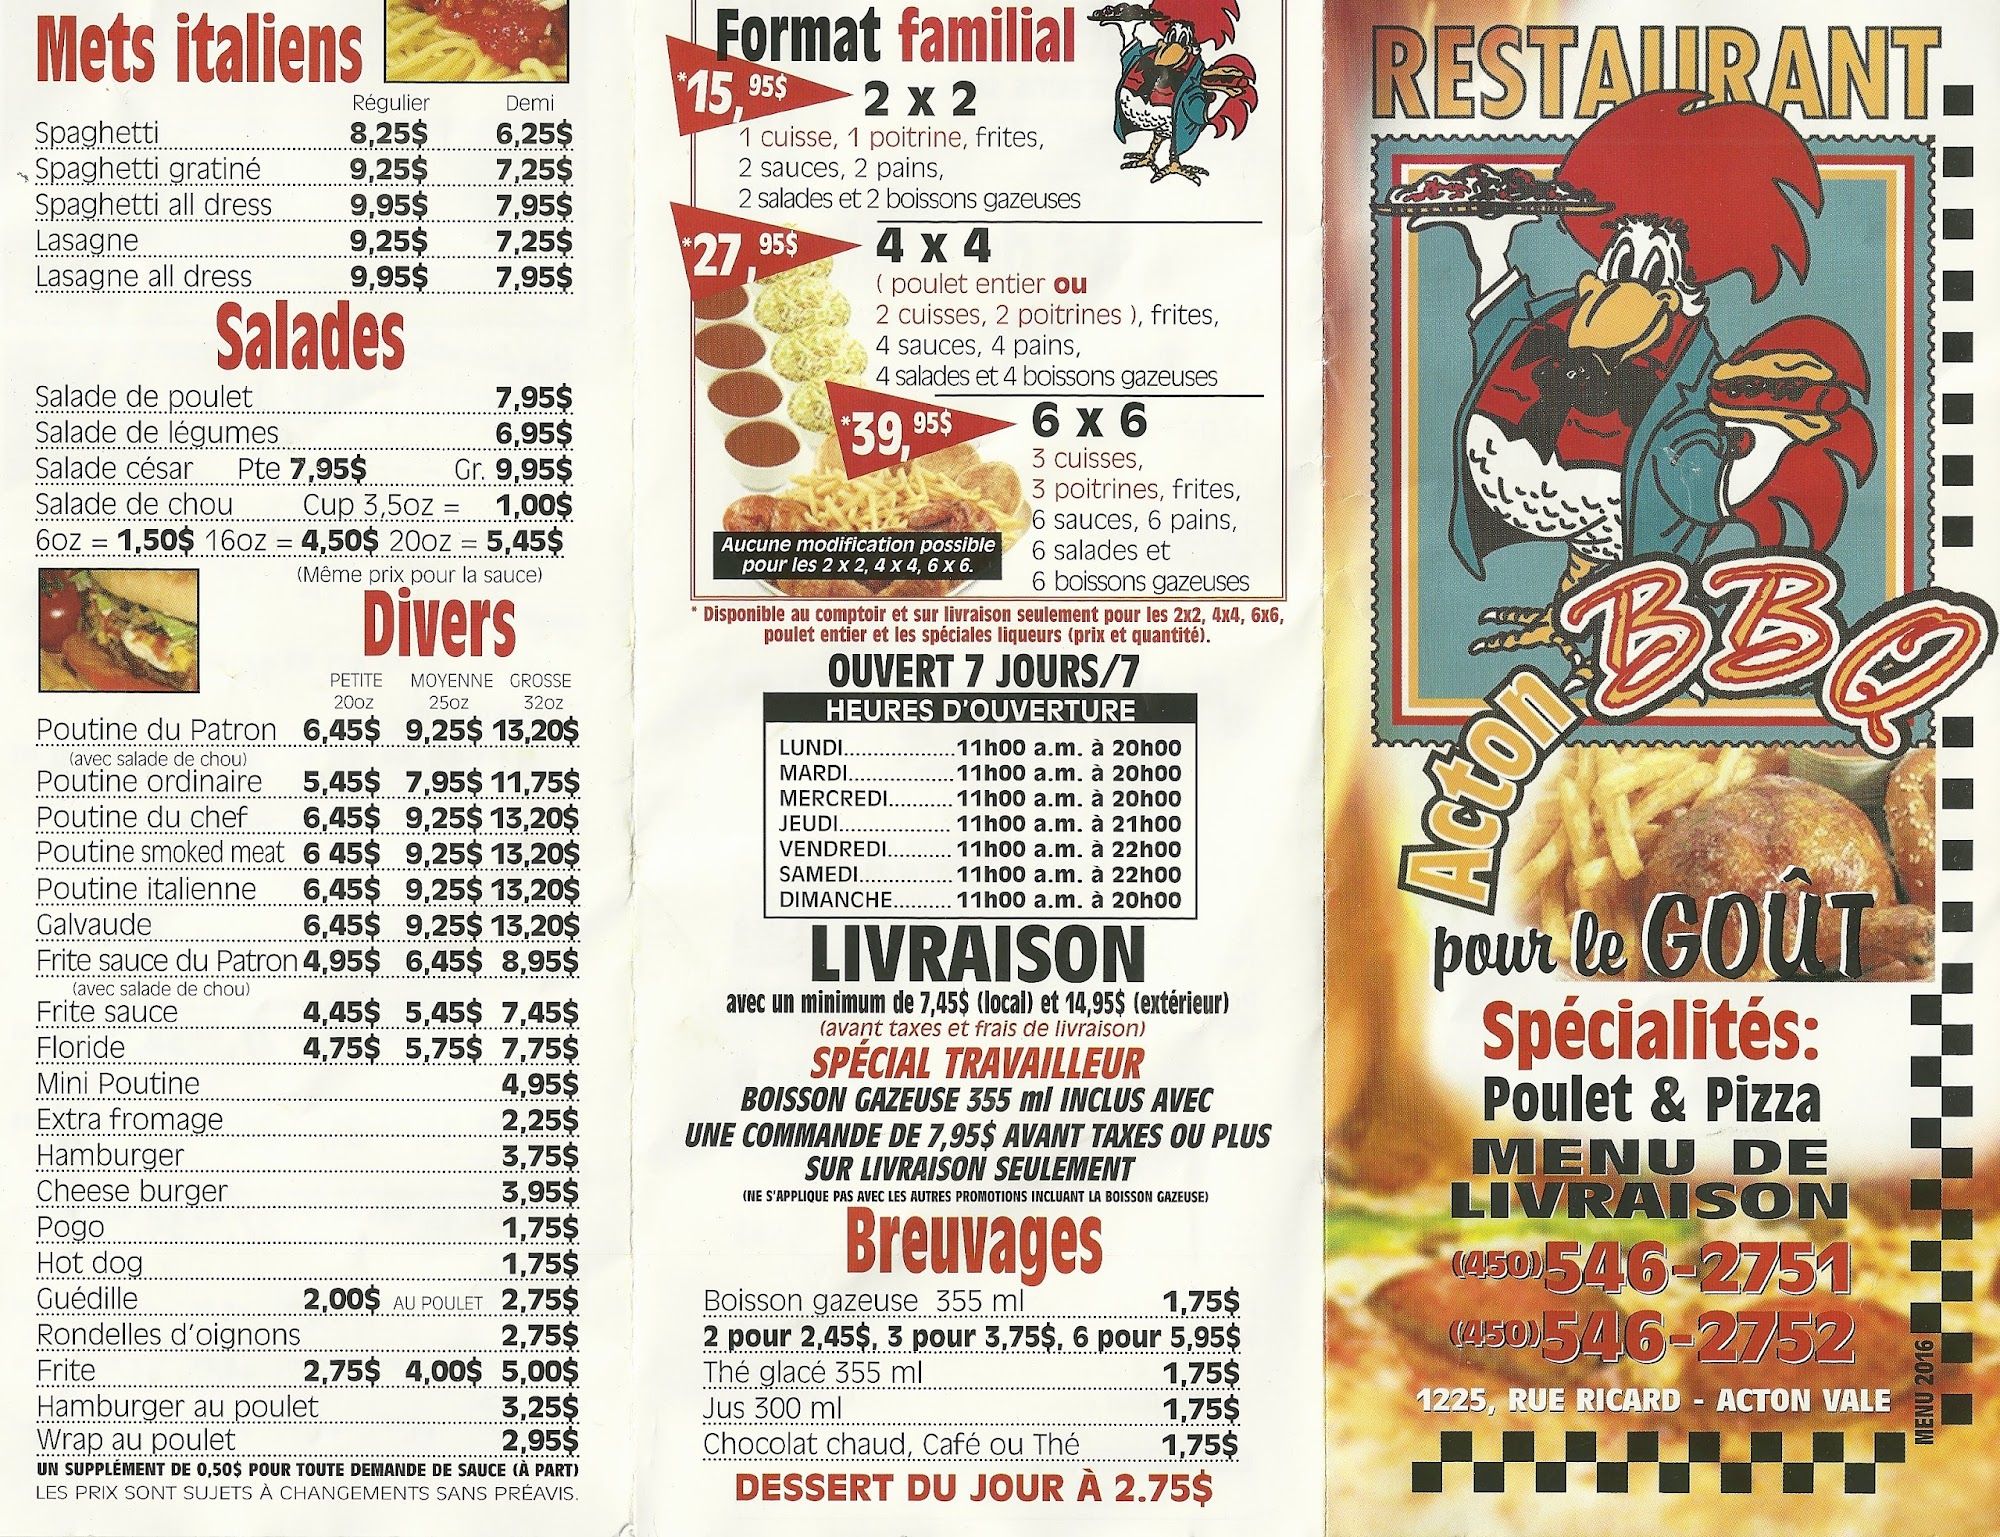 Mets italiens
Régulier Demi
Spaghetti 8,25$ 6,25$
Spaghetti gratiné 9,25$ 7,25$
Spaghetti all dress 9,95$ 7,95$
Lasagne 9,25$ 7,25$
Lasagne all dress 9,95$ 7,95$
Salades
Salade de poulet 7,95$
Salade de légumes 6,95$
Salade césar Pte 7,95$ Gr. 9,95$
Salade de chou Cup 3,5oz = 1,00$
6oz = 1,50$ 16oz = 4,50$ 20oz = 5,45$
(Même prix pour la sauce)
Divers
PETITE MOYENNE GROSSE
20oz 25oz 32oz
Poutine du Patron 6,45$ 9,25$ 13,20$
(avec salade de chou)
Poutine ordinaire 5,45$ 7,95$ 11,75$
Poutine du chef 6,45$ 9,25$ 13,20$
Poutine smoked meat 6 45$ 9,25$ 13,20$
Poutine italienne 6,45$ 9,25$ 13,20$
Galvaude 6,45$ 9,25$ 13,20$
Frite sauce du Patron 4,95$ 6,45$ 8,95$
(avec salade de chou)
Frite sauce 4,45$ 5,45$ 7,45$
Floride 4,75$ 5,75$ 7,75$
Mini Poutine 4,95$
Extra fromage 2,25$
Hamburger 3,75$
Cheese burger 3,95$
Pogo 1,75$
Hot dog 1,75$
Guédille 2,00$ AU POULET 2,75$
Rondelles d'oignons 2,75$
Frite 2,75$ 4,00$ 5,00$
Hamburger au poulet 3,25$
Wrap au poulet 2,95$
UN SUPPLÉMENT DE 0,50$ POUR TOUTE DEMANDE DE SAUCE (À PART)
LES PRIX SONT SUJETS À CHANGEMENTS SANS PRÉAVIS.
Format familial
*15,95$ 2 x 2
1 cuisse, 1 poitrine, frites,
2 sauces, 2 pains,
2 salades et 2 boissons gazeuses
*27,95$ 4 x 4
( poulet entier ou
2 cuisses, 2 poitrines ), frites,
4 sauces, 4 pains,
4 salades et 4 boissons gazeuses
*39,95$ 6 x 6
3 cuisses,
3 poitrines, frites,
6 sauces, 6 pains,
6 salades et
6 boissons gazeuses
Aucune modification possible
pour les 2 x 2, 4 x 4, 6 x 6.
* Disponible au comptoir et sur livraison seulement pour les 2x2, 4x4, 6x6,
poulet entier et les spéciales liqueurs (prix et quantité).
OUVERT 7 JOURS/7
HEURES D'OUVERTURE
LUNDI...................11h00 a.m. à 20h00
MARDI..................11h00 a.m. à 20h00
MERCREDI...........11h00 a.m. à 20h00
JEUDI...................11h00 a.m. à 21h00
VENDREDI...........11h00 a.m. à 22h00
SAMEDI................11h00 a.m. à 22h00
DIMANCHE..........11h00 a.m. à 20h00
LIVRAISON
avec un minimum de 7,45$ (local) et 14,95$ (extérieur)
(avant taxes et frais de livraison)
SPÉCIAL TRAVAILLEUR
BOISSON GAZEUSE 355 ml INCLUS AVEC
UNE COMMANDE DE 7,95$ AVANT TAXES OU PLUS
SUR LIVRAISON SEULEMENT
(NE S'APPLIQUE PAS AVEC LES AUTRES PROMOTIONS INCLUANT LA BOISSON GAZEUSE)
Breuvages
Boisson gazeuse 355 ml 1,75$
2 pour 2,45$, 3 pour 3,75$, 6 pour 5,95$
Thé glacé 355 ml 1,75$
Jus 300 ml 1,75$
Chocolat chaud, Café ou Thé 1,75$
DESSERT DU JOUR À 2.75$
RESTAURANT
Acton BBQ
pour le GOÛT
Spécialités:
Poulet & Pizza
MENU DE
LIVRAISON
(450)546-2751
(450)546-2752
1225, RUE RICARD - ACTON VALE
MENU 2016